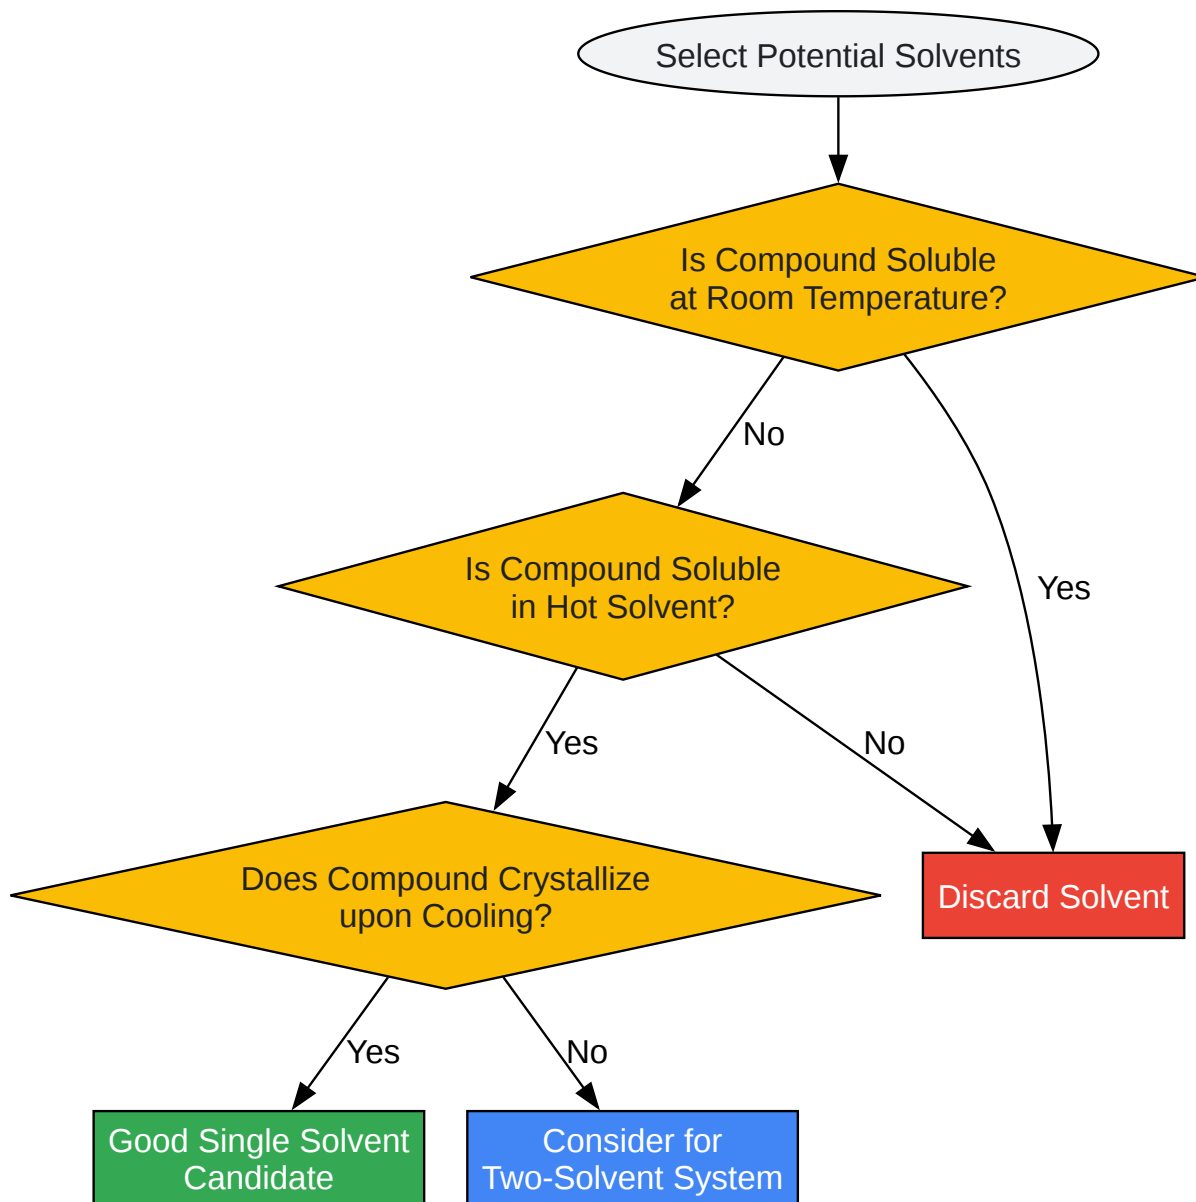 Select Potential Solvents
Is Compound Soluble
at Room Temperature?
No
Yes
Is Compound Soluble
in Hot Solvent?
Yes
No
Does Compound Crystallize
upon Cooling?
Discard Solvent
Yes
No
Good Single Solvent
Candidate
Consider for
Two-Solvent System